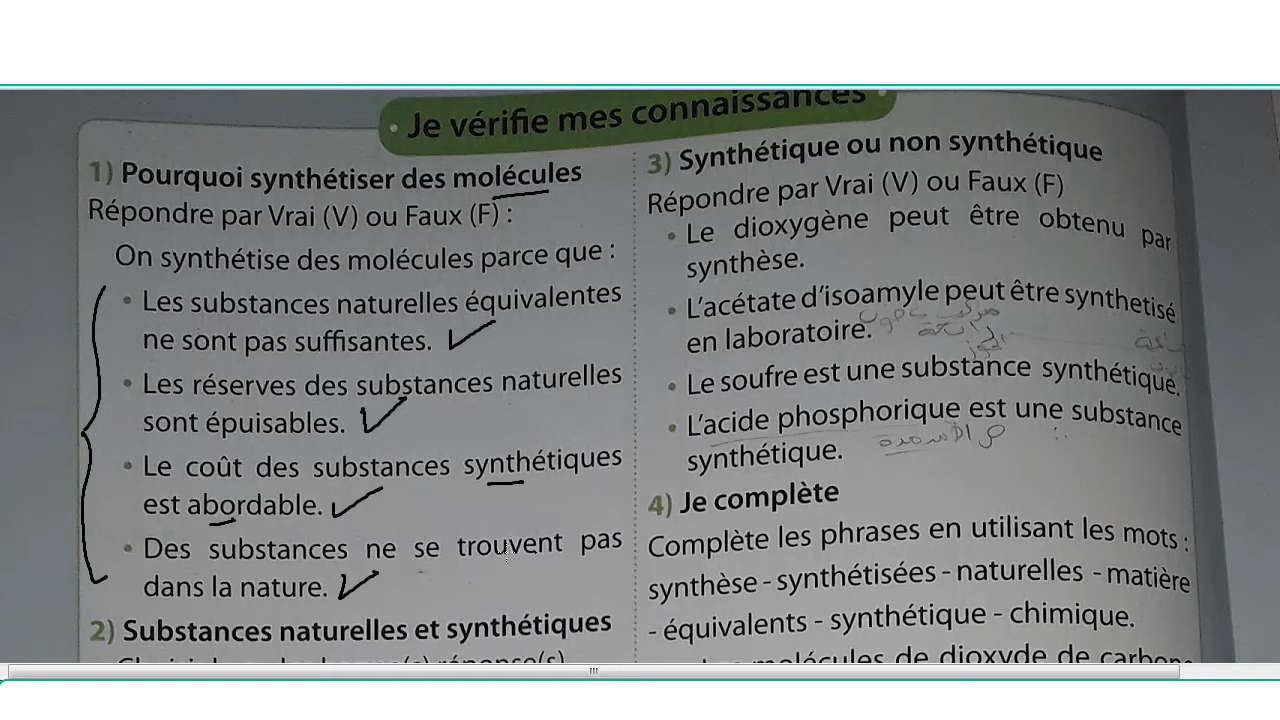 • Je vérifie mes connaissances •
1) Pourquoi synthétiser des molécules
Répondre par Vrai (V) ou Faux (F) :
On synthétise des molécules parce que :
• Les substances naturelles équivalentes
ne sont pas suffisantes.
• Les réserves des substances naturelles
sont épuisables.
• Le coût des substances synthétiques
est abordable.
• Des substances ne se trouvent pas
dans la nature.
2) Substances naturelles et synthétiques
3) Synthétique ou non synthétique
Répondre par Vrai (V) ou Faux (F)
• Le dioxygène peut être obtenu par
synthèse.
• L'acétate d'isoamyle peut être synthetisé
en laboratoire.
• Le soufre est une substance synthétique.
• L'acide phosphorique est une substance
synthétique.
4) Je complète
Complète les phrases en utilisant les mots :
synthèse - synthétisées - naturelles - matière
- équivalents - synthétique - chimique.
molécules de dioxyde de carbone